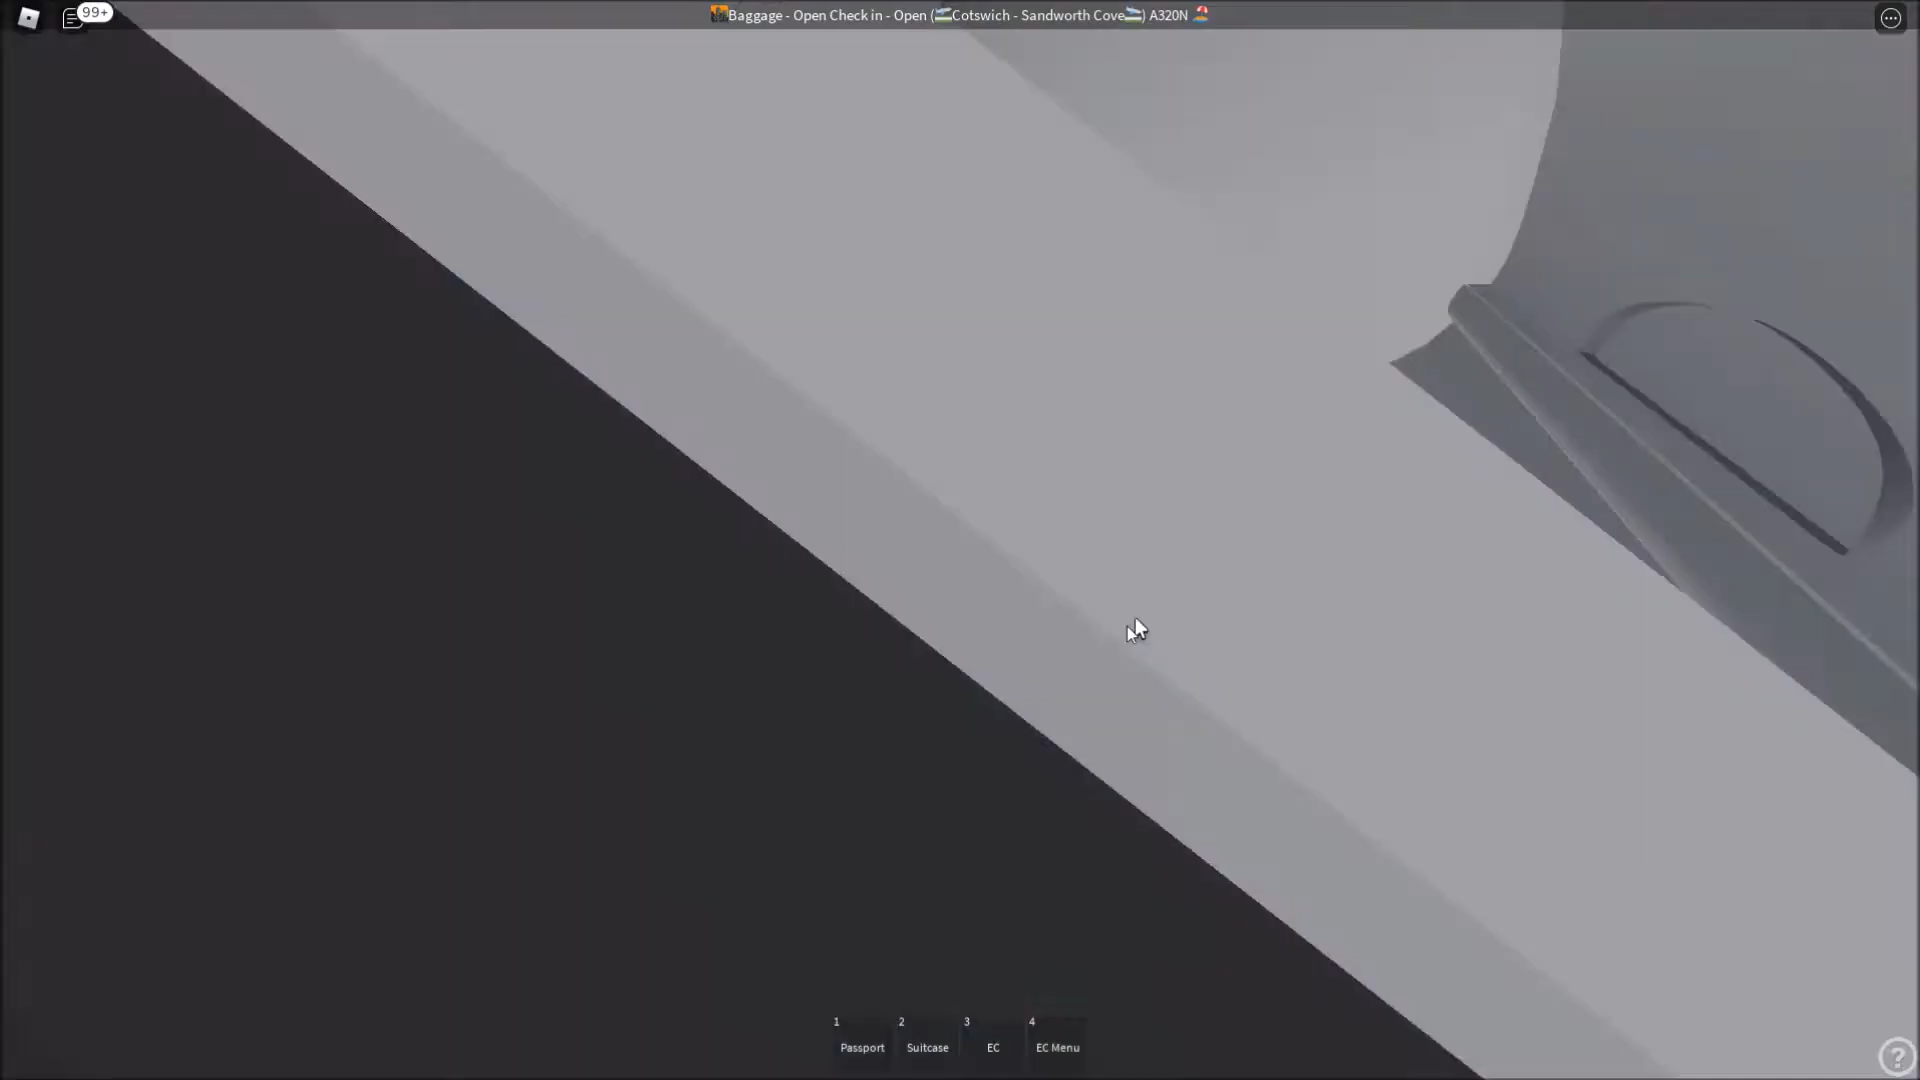 99+
Baggage - Open Check in - Open (Cotswich - Sandworth Cove) A320N
1 2 3 4
Passport Suitcase EC EC Menu
?